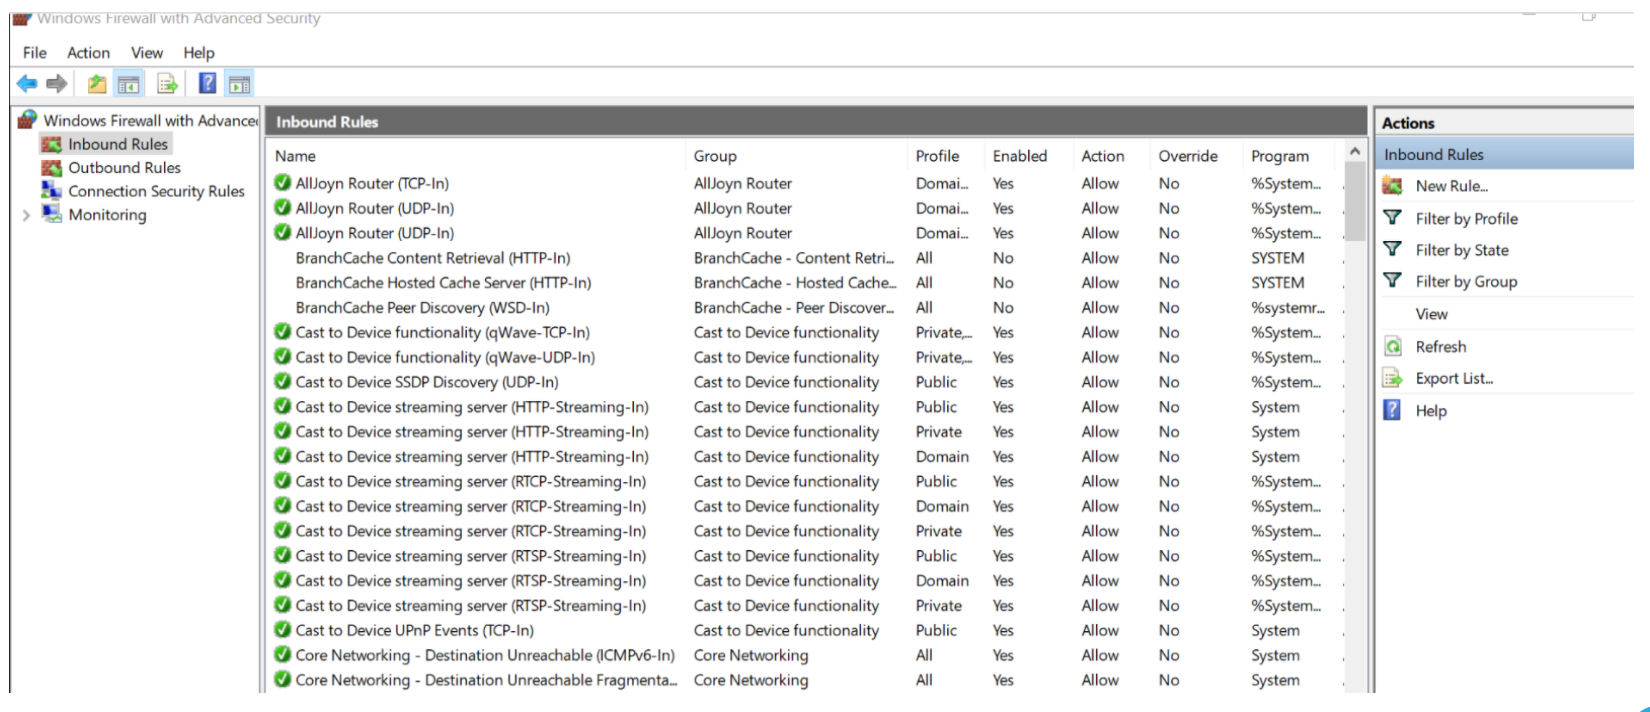 Windows Firewall with Advanced Security
File Action View Help
Windows Firewall with Advance
Inbound Rules
Outbound Rules
Connection Security Rules
Monitoring
Inbound Rules
Name Group Profile Enabled Action Override Program
AllJoyn Router (TCP-In) AllJoyn Router Domai... Yes Allow No %System...
AllJoyn Router (UDP-In) AllJoyn Router Domai... Yes Allow No %System...
AllJoyn Router (UDP-In) AllJoyn Router Domai... Yes Allow No %System...
BranchCache Content Retrieval (HTTP-In) BranchCache - Content Retri... All No Allow No SYSTEM
BranchCache Hosted Cache Server (HTTP-In) BranchCache - Hosted Cache... All No Allow No SYSTEM
BranchCache Peer Discovery (WSD-In) BranchCache - Peer Discover... All No Allow No %systemr...
Cast to Device functionality (qWave-TCP-In) Cast to Device functionality Private,... Yes Allow No %System...
Cast to Device functionality (qWave-UDP-In) Cast to Device functionality Private,... Yes Allow No %System...
Cast to Device SSDP Discovery (UDP-In) Cast to Device functionality Public Yes Allow No %System...
Cast to Device streaming server (HTTP-Streaming-In) Cast to Device functionality Public Yes Allow No System
Cast to Device streaming server (HTTP-Streaming-In) Cast to Device functionality Private Yes Allow No System
Cast to Device streaming server (HTTP-Streaming-In) Cast to Device functionality Domain Yes Allow No System
Cast to Device streaming server (RTCP-Streaming-In) Cast to Device functionality Public Yes Allow No %System...
Cast to Device streaming server (RTCP-Streaming-In) Cast to Device functionality Domain Yes Allow No %System...
Cast to Device streaming server (RTCP-Streaming-In) Cast to Device functionality Private Yes Allow No %System...
Cast to Device streaming server (RTSP-Streaming-In) Cast to Device functionality Public Yes Allow No %System...
Cast to Device streaming server (RTSP-Streaming-In) Cast to Device functionality Domain Yes Allow No %System...
Cast to Device streaming server (RTSP-Streaming-In) Cast to Device functionality Private Yes Allow No %System...
Cast to Device UPnP Events (TCP-In) Cast to Device functionality Public Yes Allow No System
Core Networking - Destination Unreachable (ICMPv6-In) Core Networking All Yes Allow No System
Core Networking - Destination Unreachable Fragmenta... Core Networking All Yes Allow No System
Actions
Inbound Rules
New Rule...
Filter by Profile
Filter by State
Filter by Group
View
Refresh
Export List...
Help